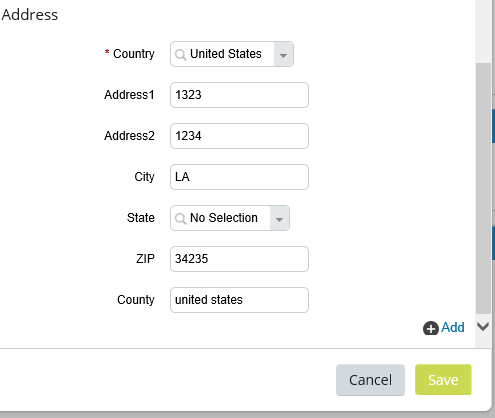 Address
* Country United States
Address1 1323
Address2 1234
City LA
State No Selection
ZIP 34235
County united states
Add
Cancel Save